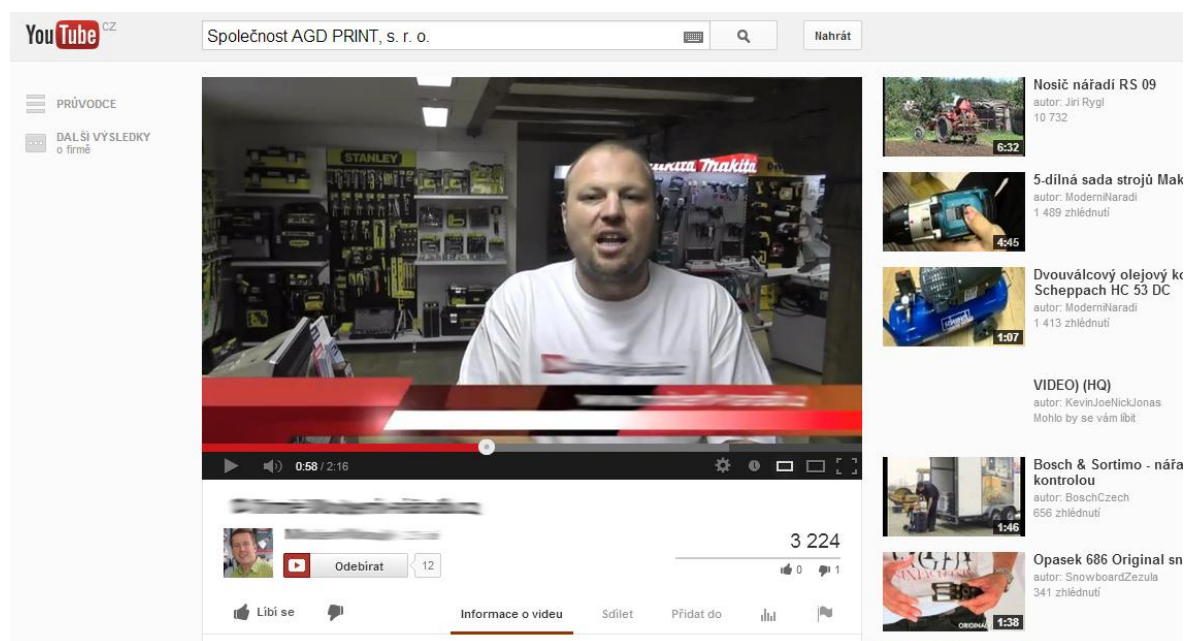 YouTube CZ
Společnost AGD PRINT, s. r. o.
Nahrát
PRŮVODCE
DALŠÍ VÝSLEDKY
o firmě
STANLEY
Makita
0:58 / 2:16
3 224
Odebírat
12
0
1
Líbí se
Informace o videu
Sdílet
Přidat do
6:32
Nosič nářadí RS 09
autor: Jiri Rygl
10 732
4:45
5-dílná sada strojů Mak
autor: ModerniNaradi
1 489 zhlédnutí
1:07
Dvouválcový olejový ko
Scheppach HC 53 DC
autor: ModerniNaradi
1 413 zhlédnutí
VIDEO) (HQ)
autor: KevinJoeNickJonas
Mohlo by se vám líbit
1:46
Bosch & Sortimo - nářa
kontrolou
autor: BoschCzech
656 zhlédnutí
1:38
Opasek 686 Original sn
autor: SnowboardZezula
341 zhlédnutí